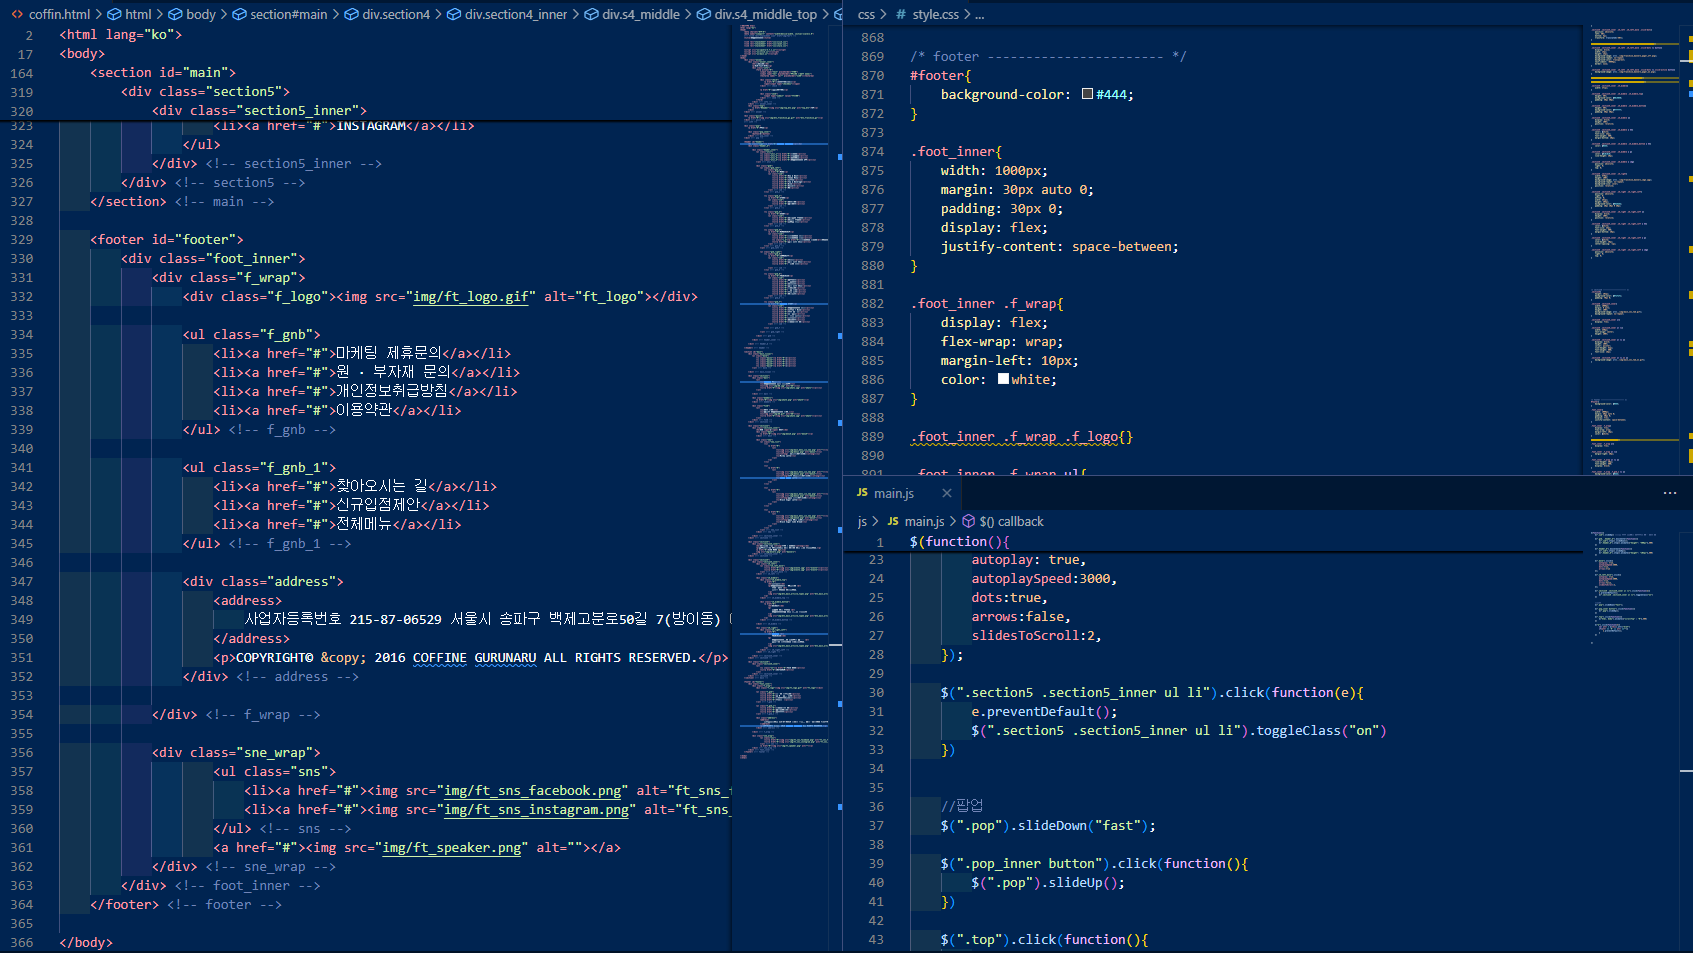 coffin.html > html > body > section#main > div.section4 > div.section4_inner > div.s4_middle > div.s4_middle_top >
2 <html lang="ko">
17 <body>
164 <section id="main">
319 <div class="section5">
320 <div class="section5_inner">
323 <li><a href="#">INSTAGRAM</a></li>
324 </ul>
325 </div> <!-- section5_inner -->
326 </div> <!-- section5 -->
327 </section> <!-- main -->
328
329 <footer id="footer">
330 <div class="foot_inner">
331 <div class="f_wrap">
332 <div class="f_logo"><img src="img/ft_logo.gif" alt="ft_logo"></div>
333
334 <ul class="f_gnb">
335 <li><a href="#">마케팅 제휴문의</a></li>
336 <li><a href="#">원 · 부자재 문의</a></li>
337 <li><a href="#">개인정보취급방침</a></li>
338 <li><a href="#">이용약관</a></li>
339 </ul> <!-- f_gnb -->
340
341 <ul class="f_gnb_1">
342 <li><a href="#">찾아오시는 길</a></li>
343 <li><a href="#">신규입점제안</a></li>
344 <li><a href="#">전체메뉴</a></li>
345 </ul> <!-- f_gnb_1 -->
346
347 <div class="address">
348 <address>
349 사업자등록번호 215-87-06529 서울시 송파구 백제고분로50길 7(방이동)
350 </address>
351 <p>COPYRIGHT© &copy; 2016 COFFINE GURUNARU ALL RIGHTS RESERVED.</p>
352 </div> <!-- address -->
353
354 </div> <!-- f_wrap -->
355
356 <div class="sne_wrap">
357 <ul class="sns">
358 <li><a href="#"><img src="img/ft_sns_facebook.png" alt="ft_sns_
359 <li><a href="#"><img src="img/ft_sns_instagram.png" alt="ft_sns_
360 </ul> <!-- sns -->
361 <a href="#"><img src="img/ft_speaker.png" alt=""></a>
362 </div> <!-- sne_wrap -->
363 </div> <!-- foot_inner -->
364 </footer> <!-- footer -->
365
366 </body>
css > # style.css > ...
868
869 /* footer ----------------------- */
870 #footer{
871 background-color: #444;
872 }
873
874 .foot_inner{
875 width: 1000px;
876 margin: 30px auto 0;
877 padding: 30px 0;
878 display: flex;
879 justify-content: space-between;
880 }
881
882 .foot_inner .f_wrap{
883 display: flex;
884 flex-wrap: wrap;
885 margin-left: 10px;
886 color: white;
887 }
888
889 .foot_inner .f_wrap .f_logo{}
890
891 .foot_inner .f_wrap ul{
JS main.js × ...
js > JS main.js > $() callback
1 $(function(){
23 autoplay: true,
24 autoplaySpeed:3000,
25 dots:true,
26 arrows:false,
27 slidesToScroll:2,
28 });
29
30 $(".section5 .section5_inner ul li").click(function(e){
31 e.preventDefault();
32 $(".section5 .section5_inner ul li").toggleClass("on")
33 })
34
35
36 //팝업
37 $(".pop").slideDown("fast");
38
39 $(".pop_inner button").click(function(){
40 $(".pop").slideUp();
41 })
42
43 $(".top").click(function(){